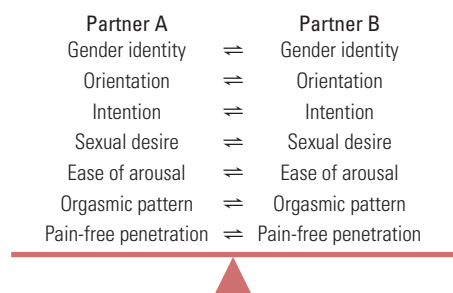 Partner A Partner B
Gender identity ⇌ Gender identity
Orientation ⇌ Orientation
Intention ⇌ Intention
Sexual desire ⇌ Sexual desire
Ease of arousal ⇌ Ease of arousal
Orgasmic pattern ⇌ Orgasmic pattern
Pain-free penetration ⇌ Pain-free penetration